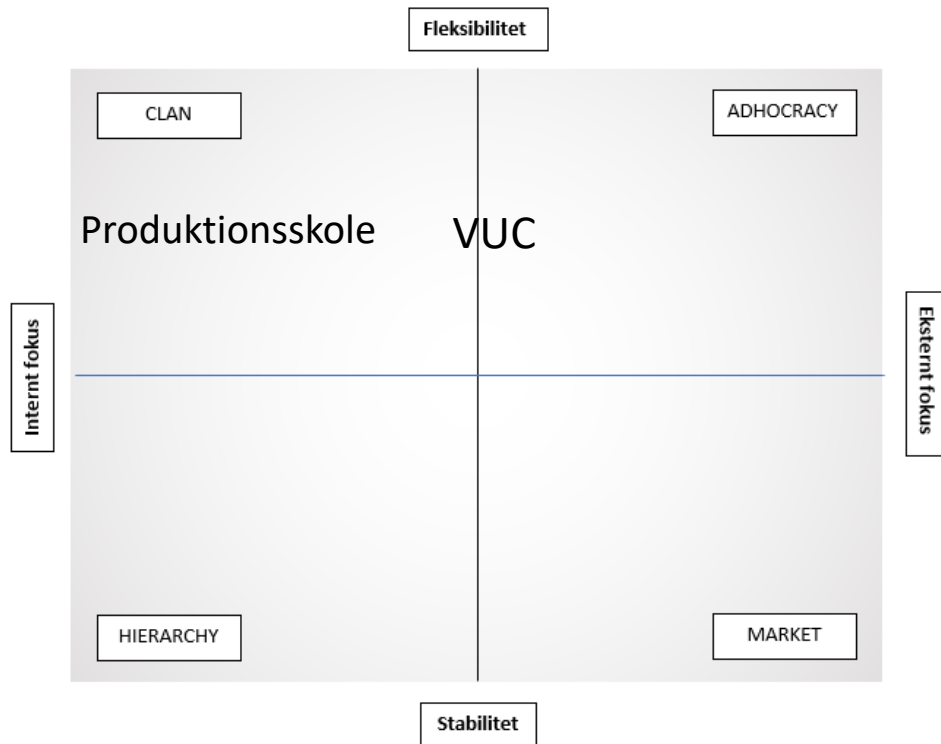 Fleksibilitet
CLAN
ADHOCRACY
Produktionsskole
VUC
Internt fokus
Eksternt fokus
HIERARCHY
MARKET
Stabilitet